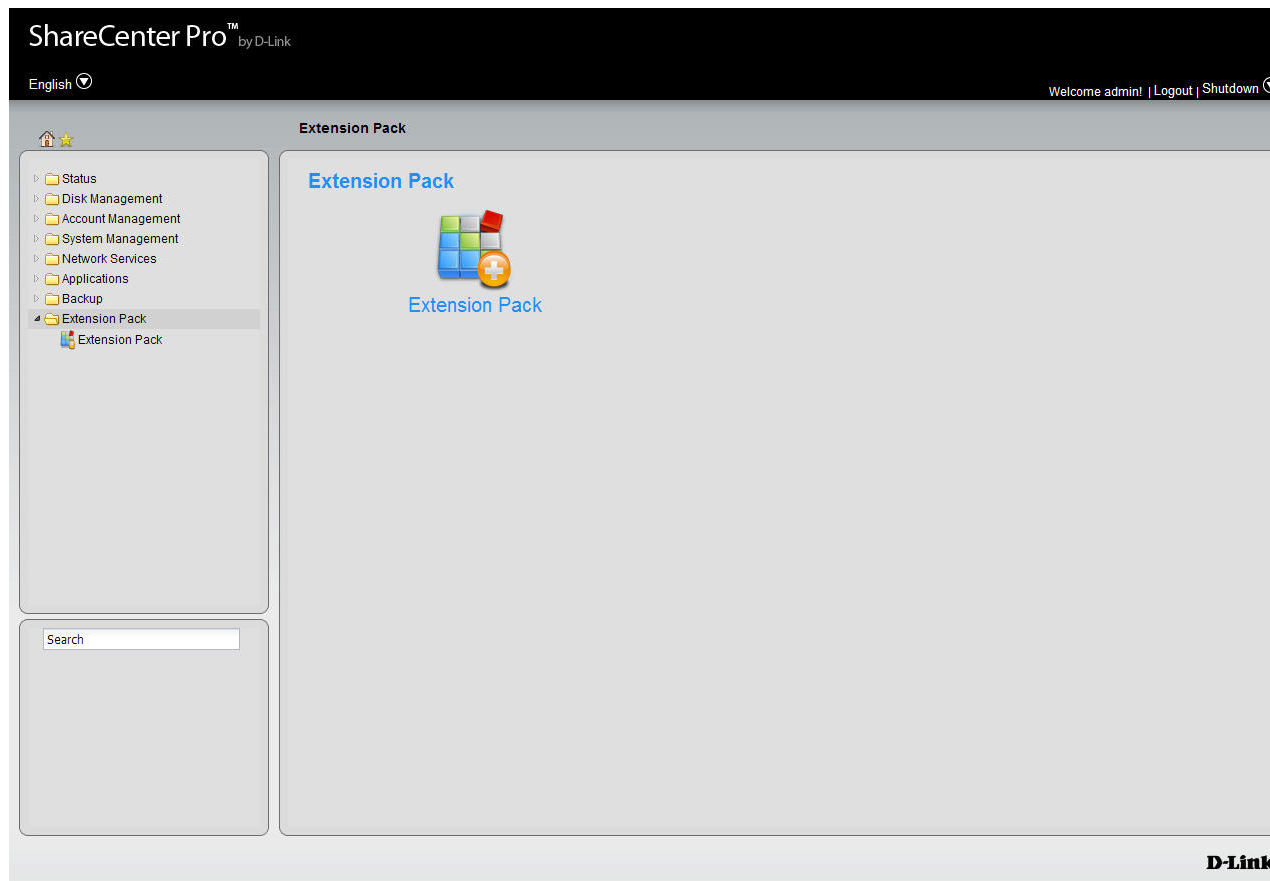 ShareCenter Pro™ by D-Link
English
Welcome admin! | Logout | Shutdown
Extension Pack
Status
Disk Management
Account Management
System Management
Network Services
Applications
Backup
Extension Pack
Extension Pack
Search
Extension Pack
Extension Pack
D-Link